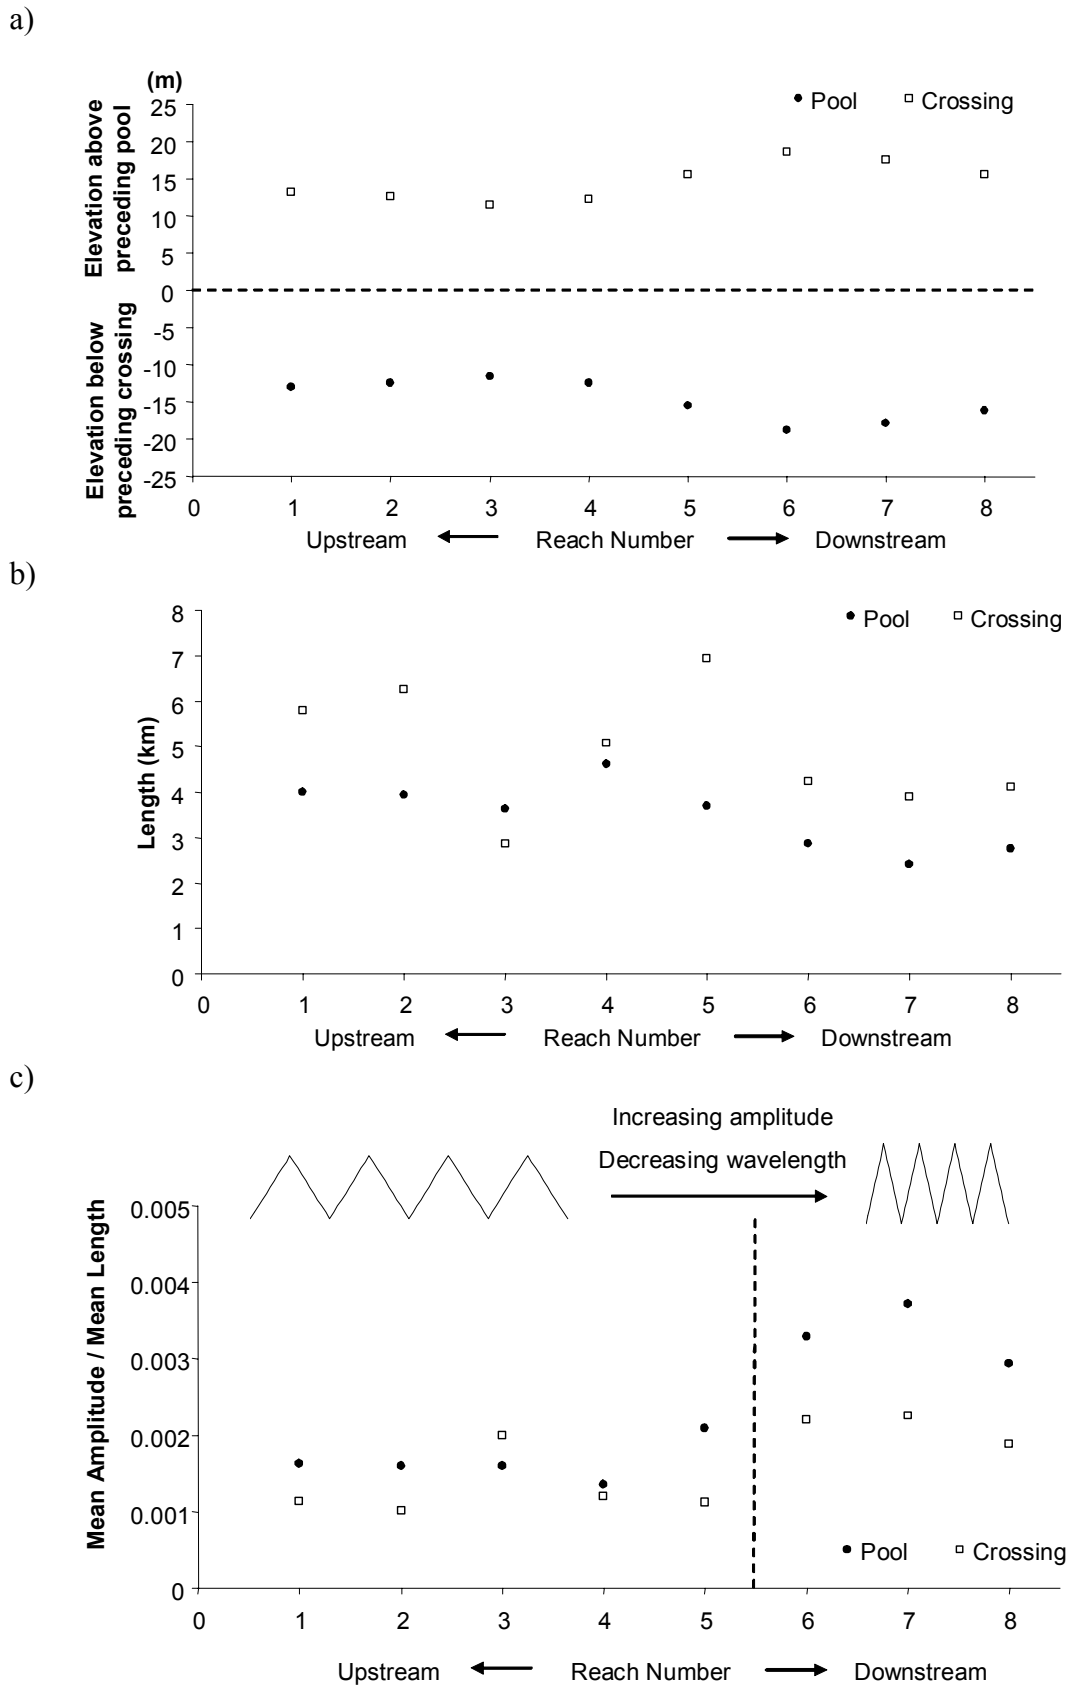 a)
(m)
Elevation above
preceding pool
Elevation below
preceding crossing
Pool Crossing
25
20
15
10
5
0
-5
-10
-15
-20
-25
0 1 2 3 4 5 6 7 8
Upstream Reach Number Downstream
b)
Pool Crossing
Length (km)
8
7
6
5
4
3
2
1
0
0 1 2 3 4 5 6 7 8
Upstream Reach Number Downstream
c)
Increasing amplitude
Decreasing wavelength
Mean Amplitude / Mean Length
0.005
0.004
0.003
0.002
0.001
0
Pool Crossing
0 1 2 3 4 5 6 7 8
Upstream Reach Number Downstream